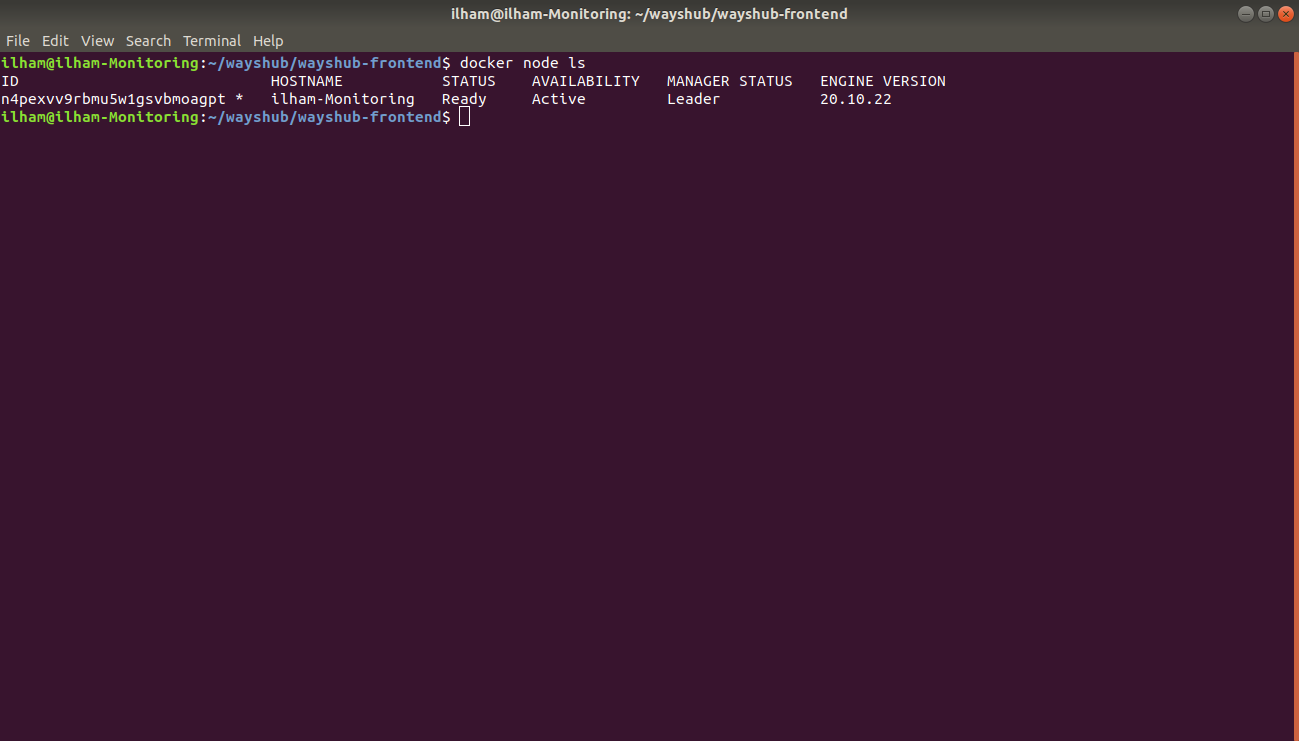 ilham@ilham-Monitoring: ~/wayshub/wayshub-frontend
File Edit View Search Terminal Help
ilham@ilham-Monitoring:~/wayshub/wayshub-frontend$ docker node ls
ID HOSTNAME STATUS AVAILABILITY MANAGER STATUS ENGINE VERSION
n4pexvv9rbmu5w1gsvbmoagpt * ilham-Monitoring Ready Active Leader 20.10.22
ilham@ilham-Monitoring:~/wayshub/wayshub-frontend$